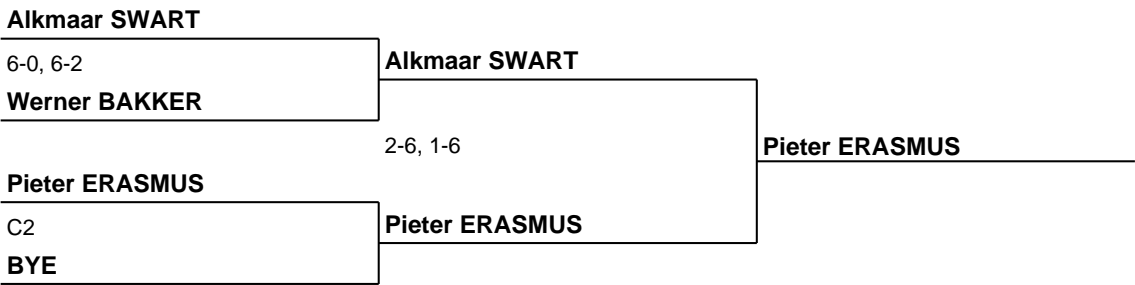 Alkmaar SWART
6-0, 6-2
Alkmaar SWART
Werner BAKKER
2-6, 1-6
Pieter ERASMUS
Pieter ERASMUS
C2
Pieter ERASMUS
BYE